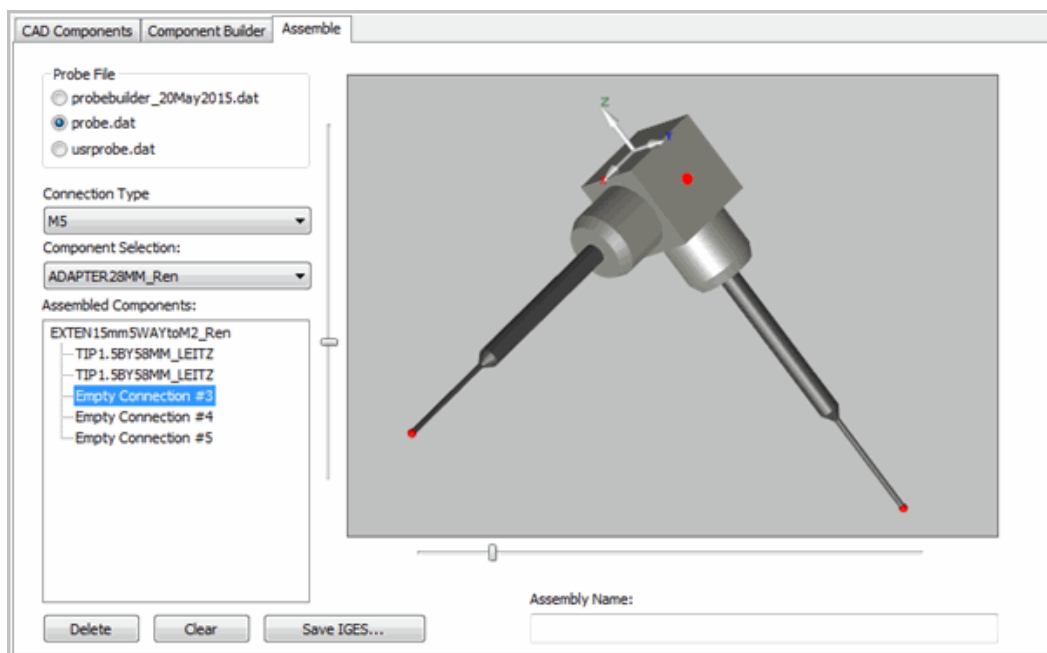 CAD Components Component Builder Assemble
Probe File
probebuilder_20May2015.dat
probe.dat
usrprobe.dat
Connection Type
M5
Component Selection:
ADAPTER28MM_Ren
Assembled Components:
EXTEN15mm5WAYtoM2_Ren
TIP1.5BY58MM_LEITZ
TIP1.5BY58MM_LEITZ
Empty Connection #3
Empty Connection #4
Empty Connection #5
Z
Delete Clear Save IGES...
Assembly Name: